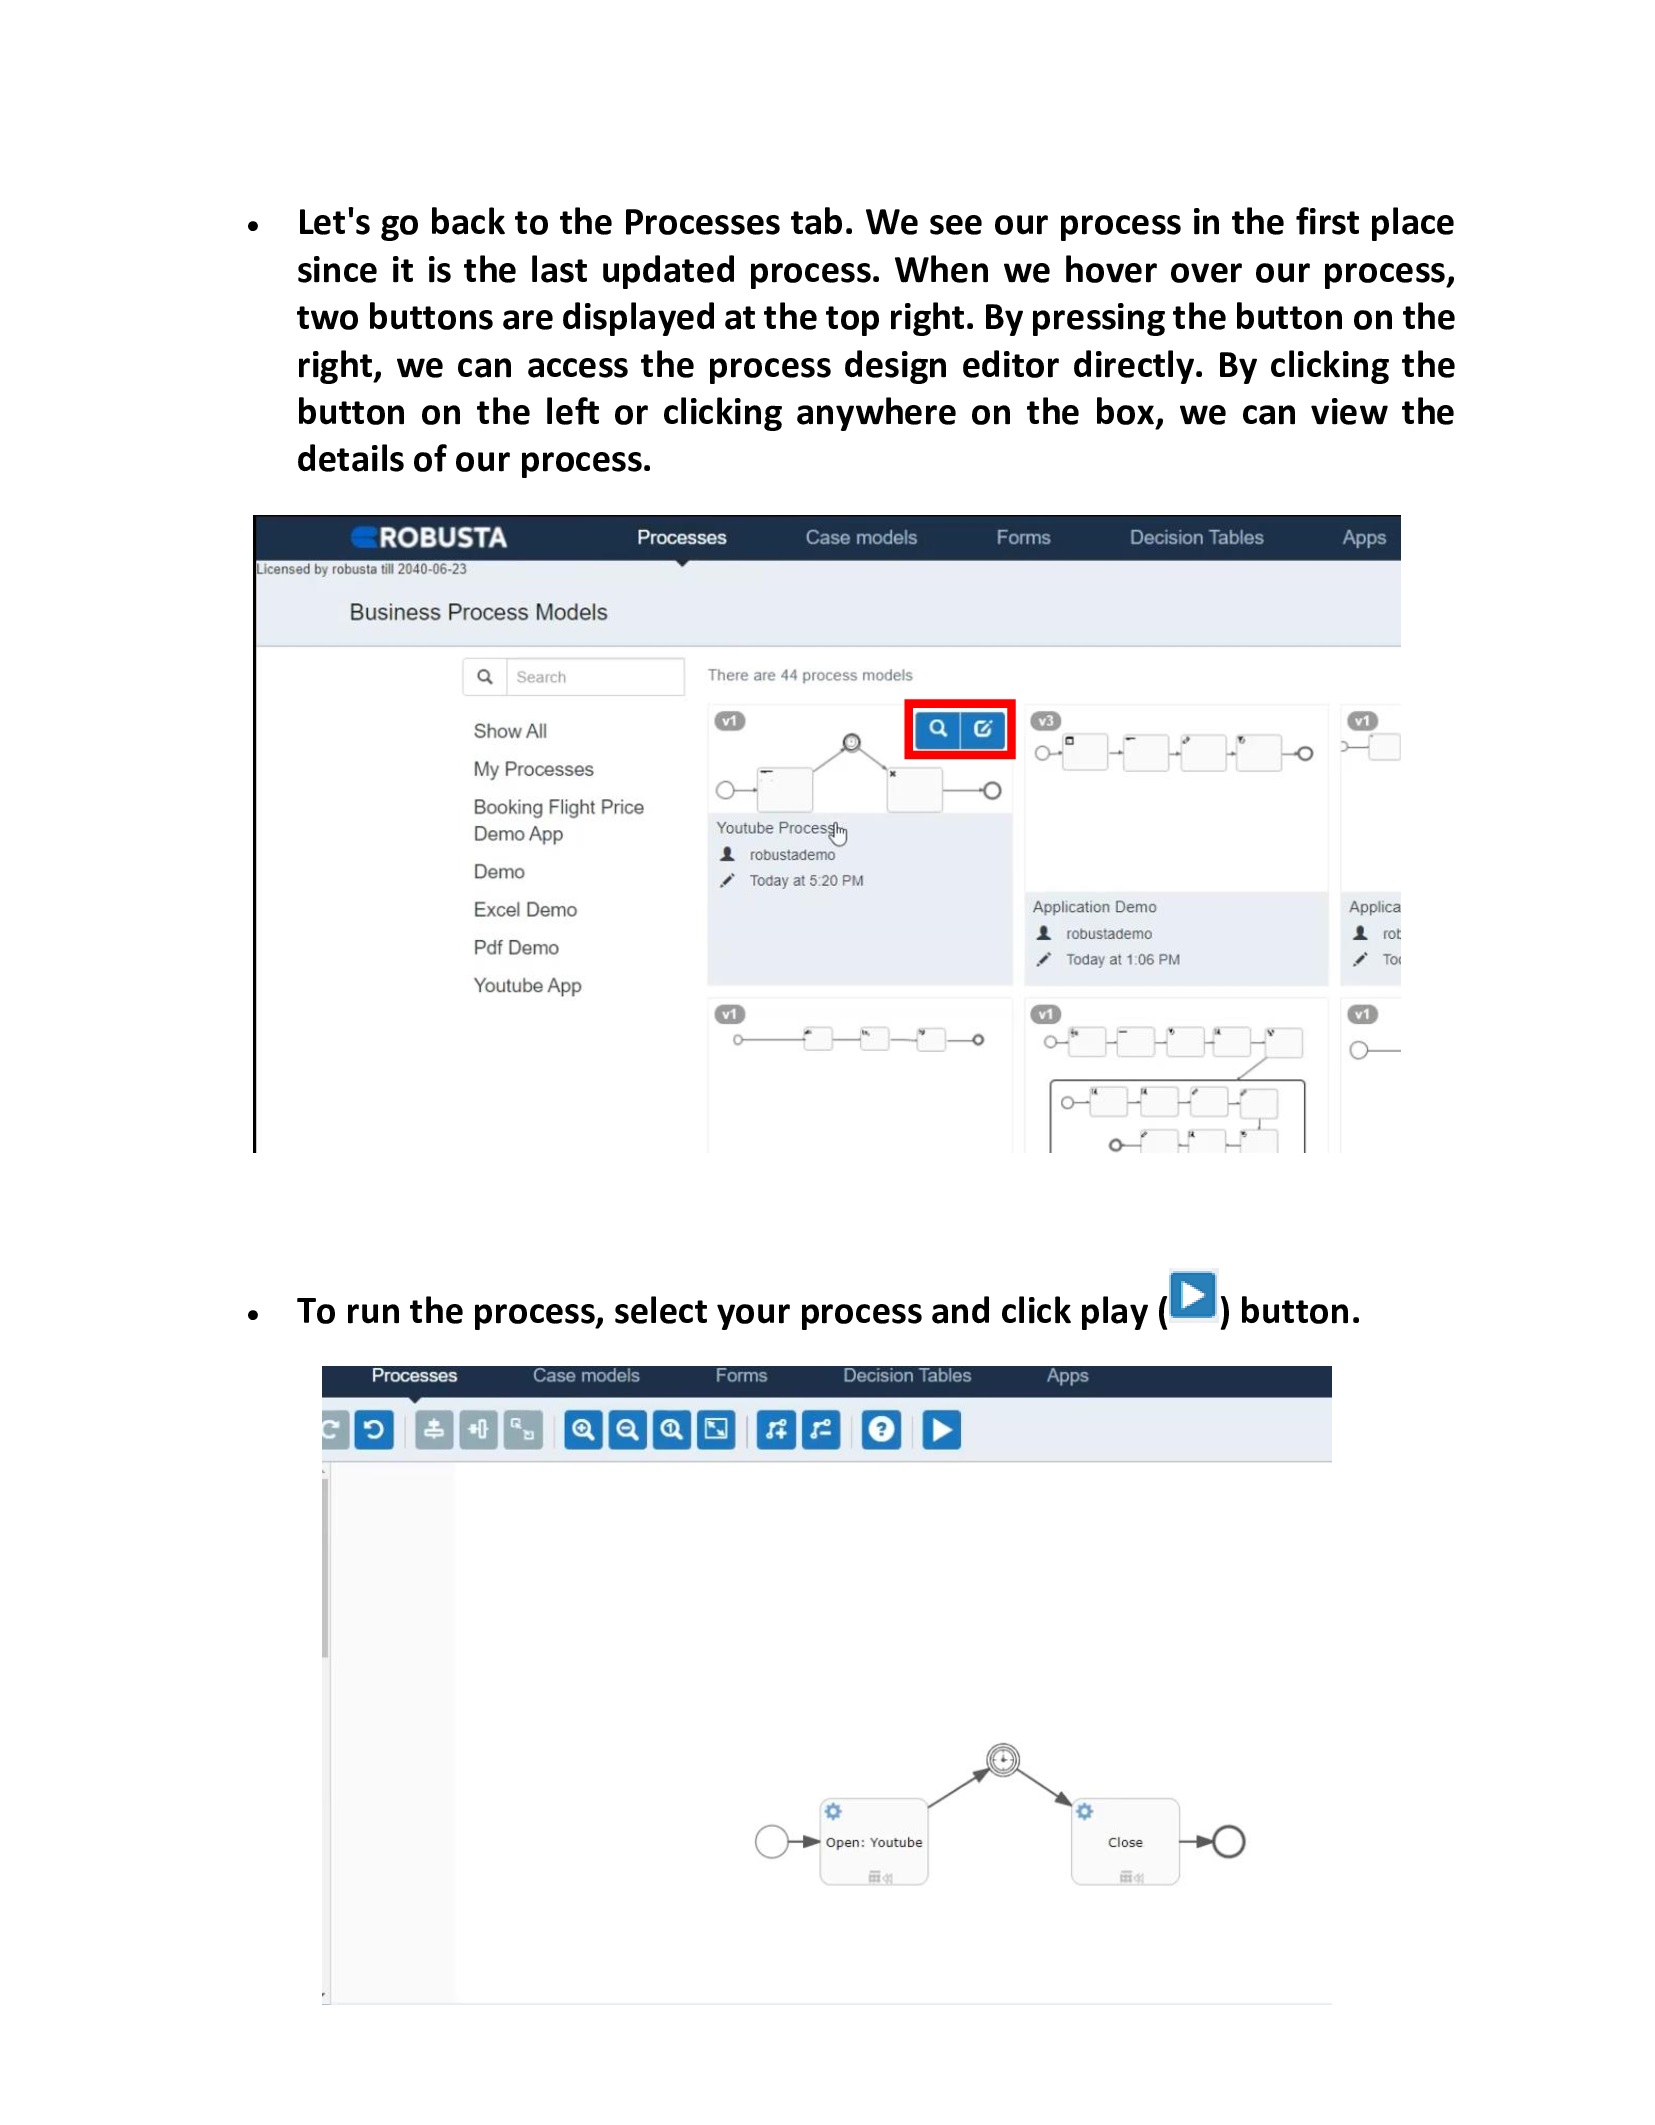 • Let's go back to the Processes tab. We see our process in the first place
since it is the last updated process. When we hover over our process,
two buttons are displayed at the top right. By pressing the button on the
right, we can access the process design editor directly. By clicking the
button on the left or clicking anywhere on the box, we can view the
details of our process.
ROBUSTA Processes Case models Forms Decision Tables Apps
Licensed by robusta till 2040-06-23
Business Process Models
Search
There are 44 process models
Show All
My Processes
Booking Flight Price
Demo App
Demo
Excel Demo
Pdf Demo
Youtube App
v1
Youtube Process
robustademo
Today at 5:20 PM
v3
Application Demo
robustademo
Today at 1:06 PM
v1
Applica
rob
v1
v1
v1
• To run the process, select your process and click play ( ) button.
Processes Case models Forms Decision Tables Apps
Open: Youtube
Close